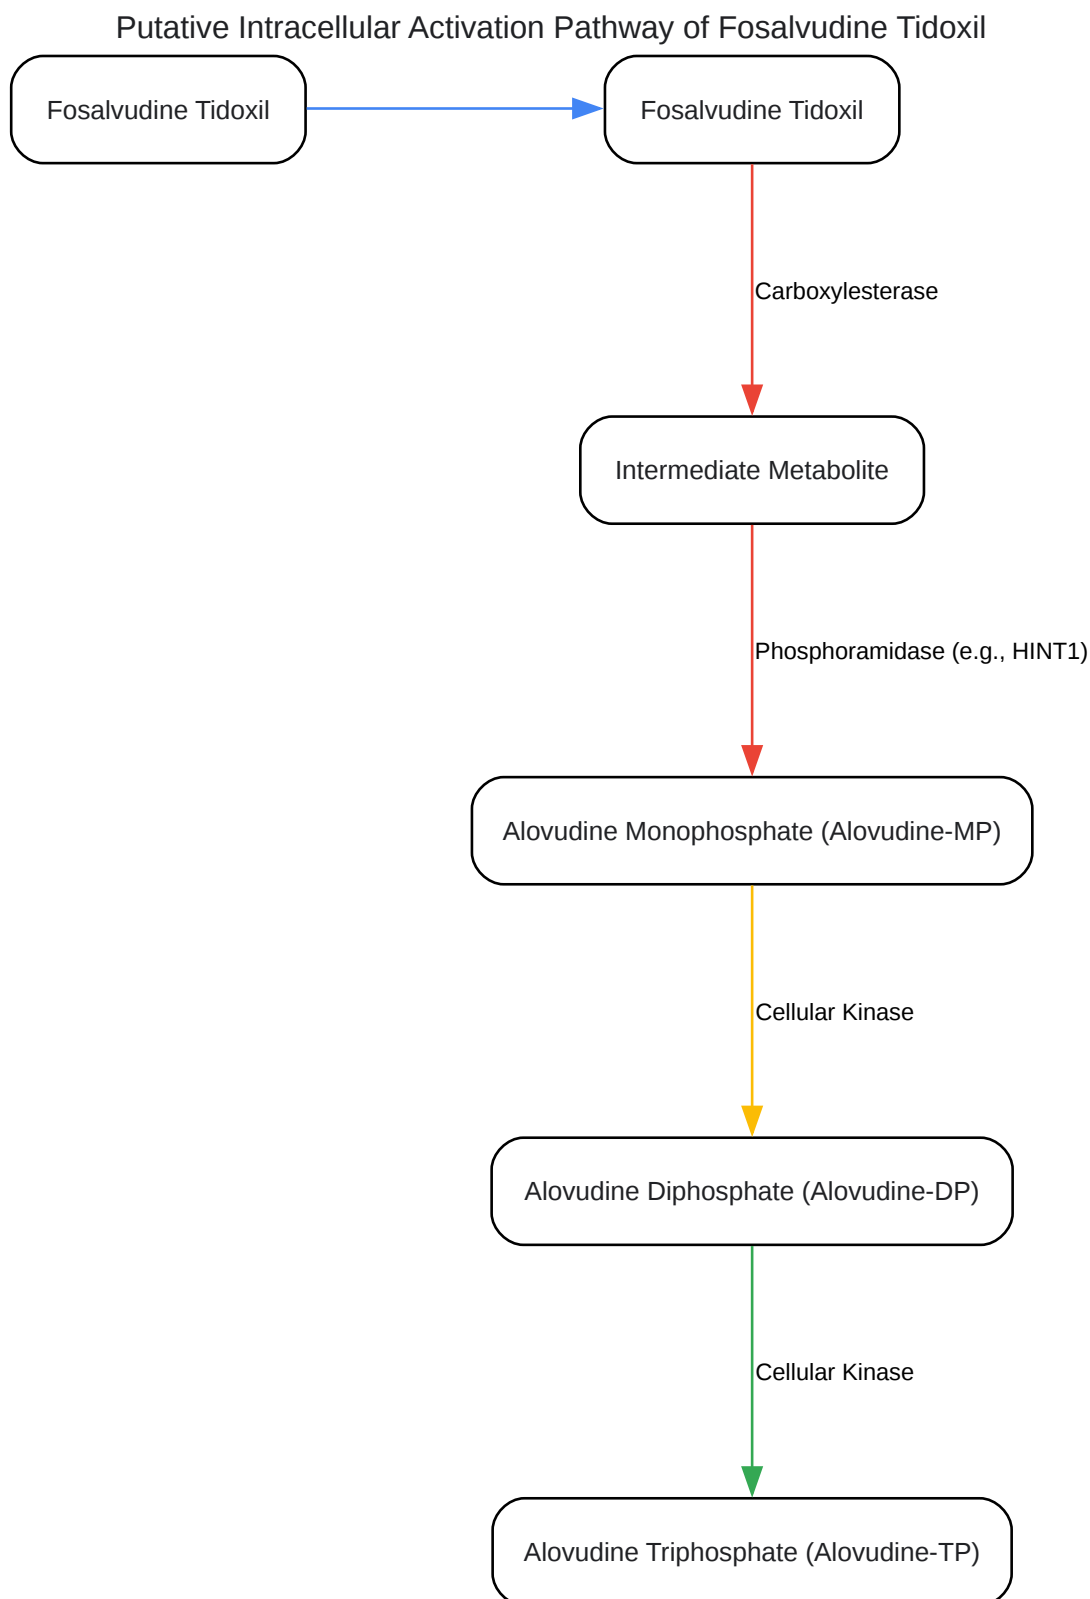 Putative Intracellular Activation Pathway of Fosalvudine Tidoxil
Fosalvudine Tidoxil
Fosalvudine Tidoxil
Carboxylesterase
Intermediate Metabolite
Phosphoramidase (e.g., HINT1)
Alovudine Monophosphate (Alovudine-MP)
Cellular Kinase
Alovudine Diphosphate (Alovudine-DP)
Cellular Kinase
Alovudine Triphosphate (Alovudine-TP)